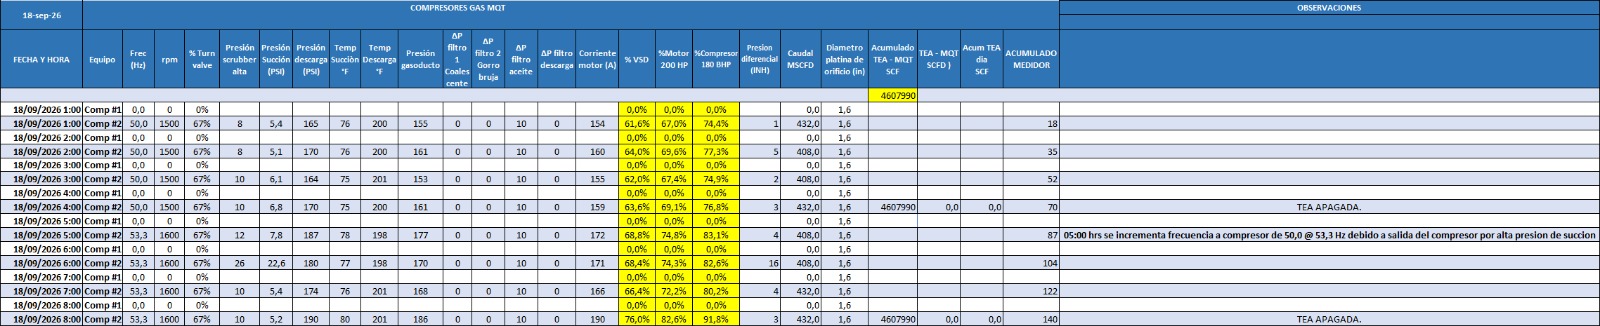 18-sep-26 COMPRESORES GAS MQT OBSERVACIONES
FECHA Y HORA Equipo Frec (Hz) rpm % Turn valve Presión scrubber alta Presión Succión (PSI) Presión descarga (PSI) Temp Succión °F Temp Descarga °F Presión gasoducto ΔP filtro 1 Coales cente ΔP filtro 2 Gorro bruja ΔP filtro aceite ΔP filtro descarga Corriente motor (A) % VSD %Motor 200 HP %Compresor 180 BHP Presion diferencial (INH) Caudal MSCFD Diametro platina de orificio (in) Acumulado TEA - MQT SCF TEA - MQT SCFD ) Acum TEA dia SCF ACUMULADO MEDIDOR
4607990
18/09/2026 1:00 Comp #1 0,0 0 0% 0,0% 0,0% 0,0% 0,0 1,6
18/09/2026 1:00 Comp #2 50,0 1500 67% 8 5,4 165 76 200 155 0 0 10 0 154 61,6% 67,0% 74,4% 1 432,0 1,6 18
18/09/2026 2:00 Comp #1 0,0 0 0% 0,0% 0,0% 0,0% 0,0 1,6
18/09/2026 2:00 Comp #2 50,0 1500 67% 8 5,1 170 76 200 161 0 0 10 0 160 64,0% 69,6% 77,3% 5 408,0 1,6 35
18/09/2026 3:00 Comp #1 0,0 0 0% 0,0% 0,0% 0,0% 0,0 1,6
18/09/2026 3:00 Comp #2 50,0 1500 67% 10 6,1 164 75 201 153 0 0 10 0 155 62,0% 67,4% 74,9% 2 408,0 1,6 52
18/09/2026 4:00 Comp #1 0,0 0 0% 0,0% 0,0% 0,0% 0,0 1,6
18/09/2026 4:00 Comp #2 50,0 1500 67% 10 6,8 170 75 200 161 0 0 10 0 159 63,6% 69,1% 76,8% 3 432,0 1,6 4607990 0,0 0,0 70 TEA APAGADA.
18/09/2026 5:00 Comp #1 0,0 0 0% 0,0% 0,0% 0,0% 0,0 1,6
18/09/2026 5:00 Comp #2 53,3 1600 67% 12 7,8 187 78 198 177 0 0 10 0 172 68,8% 74,8% 83,1% 4 408,0 1,6 87 05:00 hrs se incrementa frecuencia a compresor de 50,0 @ 53,3 Hz debido a salida del compresor por alta presion de succion
18/09/2026 6:00 Comp #1 0,0 0 0% 0,0% 0,0% 0,0% 0,0 1,6
18/09/2026 6:00 Comp #2 53,3 1600 67% 26 22,6 180 77 198 170 0 0 10 0 171 68,4% 74,3% 82,6% 16 408,0 1,6 104
18/09/2026 7:00 Comp #1 0,0 0 0% 0,0% 0,0% 0,0% 0,0 1,6
18/09/2026 7:00 Comp #2 53,3 1600 67% 10 5,4 174 76 201 168 0 0 10 0 166 66,4% 72,2% 80,2% 4 432,0 1,6 122
18/09/2026 8:00 Comp #1 0,0 0 0% 0,0% 0,0% 0,0% 0,0 1,6
18/09/2026 8:00 Comp #2 53,3 1600 67% 10 5,2 190 80 201 186 0 0 10 0 190 76,0% 82,6% 91,8% 3 432,0 1,6 4607990 0,0 0,0 140 TEA APAGADA.